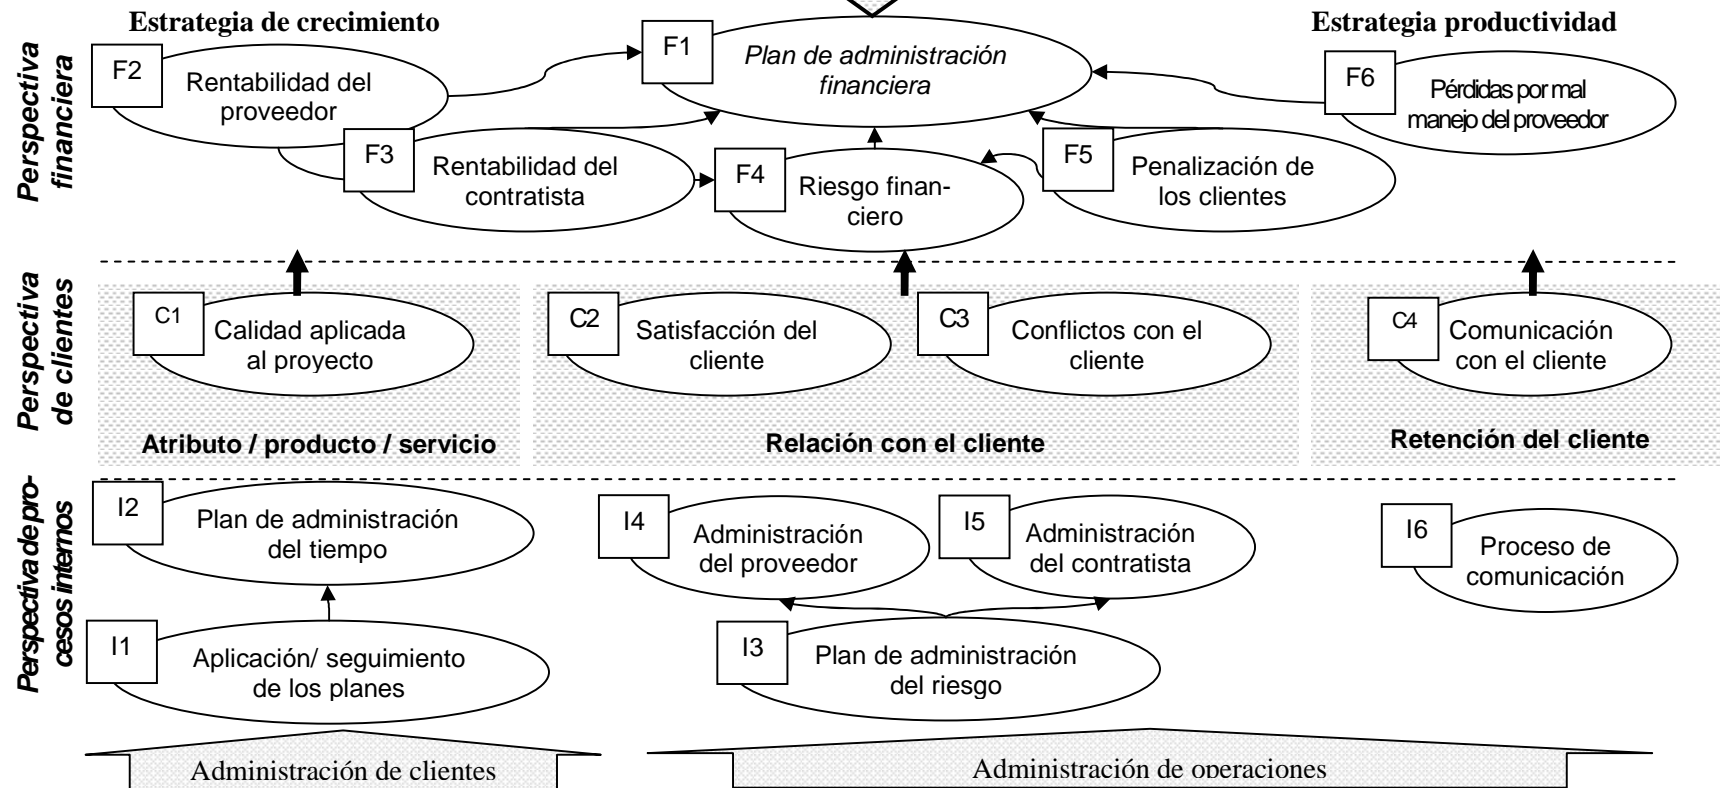 Estrategia de crecimiento
Estrategia productividad
Perspectiva
financiera
F1
Plan de administración
financiera
F2
Rentabilidad del
proveedor
F6
Pérdidas por mal
manejo del proveedor
F3
Rentabilidad del
contratista
F4
Riesgo finan-
ciero
F5
Penalización de
los clientes
Perspectiva
de clientes
C1
Calidad aplicada
al proyecto
C2
Satisfacción del
cliente
C3
Conflictos con el
cliente
C4
Comunicación
con el cliente
Atributo / producto / servicio
Relación con el cliente
Retención del cliente
Perspectiva de pro-
cesos internos
I2
Plan de administración
del tiempo
I4
Administración
del proveedor
I5
Administración
del contratista
I6
Proceso de
comunicación
I1
Aplicación/ seguimiento
de los planes
I3
Plan de administración
del riesgo
Administración de clientes
Administración de operaciones